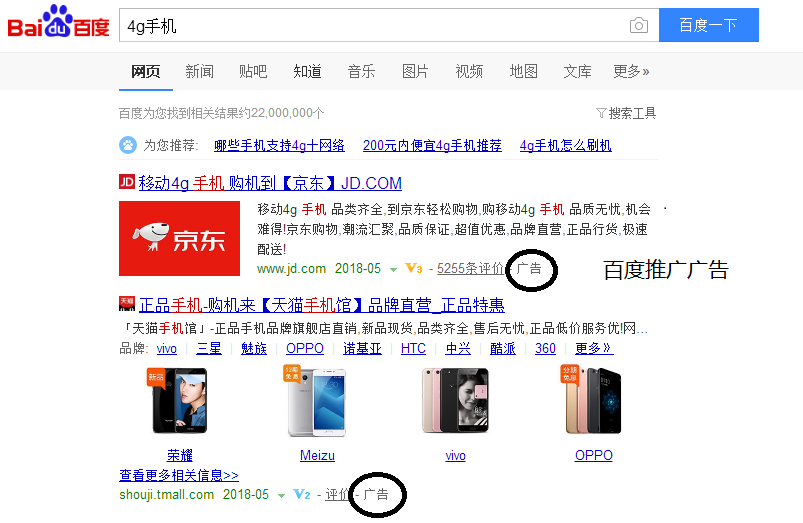 Bai du 百度 4g手机 百度一下
网页 新闻 贴吧 知道 音乐 图片 视频 地图 文库 更多»
百度为您找到相关结果约22,000,000个 搜索工具
为您推荐: 哪些手机支持4g十网络 200元内便宜4g手机推荐 4g手机怎么刷机
JD 移动4g 手机 购机到【京东】JD.COM
京东
移动4g 手机 品类齐全,到京东轻松购物,购移动4g 手机 品质无忧,机会
难得!京东购物,潮流汇聚,品质保证,超值优惠,品牌直营,正品行货,极速
配送!
www.jd.com 2018-05 V3 - 5255条评价 - 广告
百度推广广告
天猫 正品手机-购机来【天猫手机馆】品牌直营_正品特惠
「天猫手机馆」-正品手机品牌旗舰店直销,新品现货,品类齐全,售后无忧,正品低价服务优!网...
品牌: vivo 三星 魅族 OPPO 诺基亚 HTC 中兴 酷派 360 更多》
新品 12期免息 分期免息
荣耀 Meizu vivo OPPO
查看更多相关信息>>
shouji.tmall.com 2018-05 V2 - 评价 - 广告